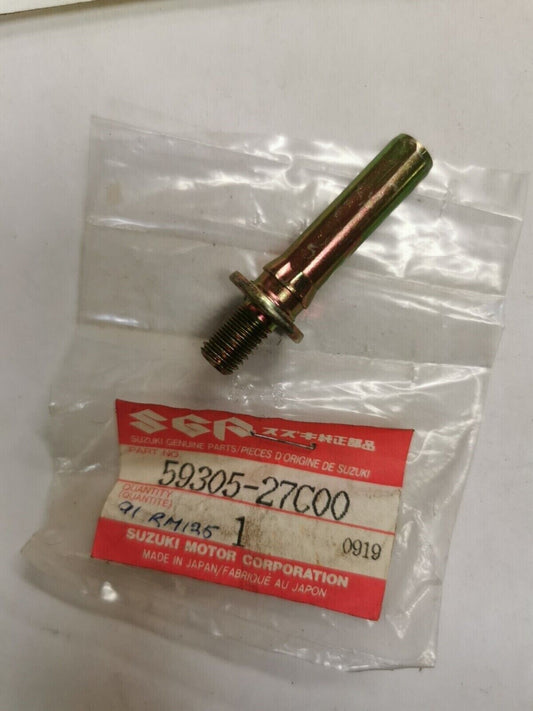 SGP スズキ純正部品
SUZUKI GENUINE PARTS/PIECES D'ORIGINE DE SUZUKI
PART NO.
59305-27C00
QUANTITY
(QUANTITE)
1
91 RM125
0919
SUZUKI MOTOR CORPORATION
MADE IN JAPAN/FABRIQUÉ AU JAPON